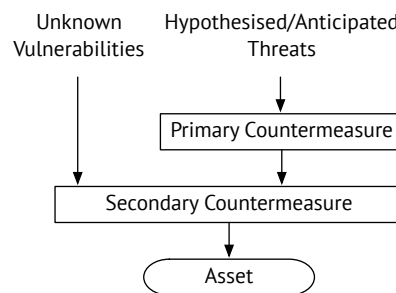 Unknown
Vulnerabilities
Hypothesised/Anticipated
Threats
Primary Countermeasure
Secondary Countermeasure
Asset